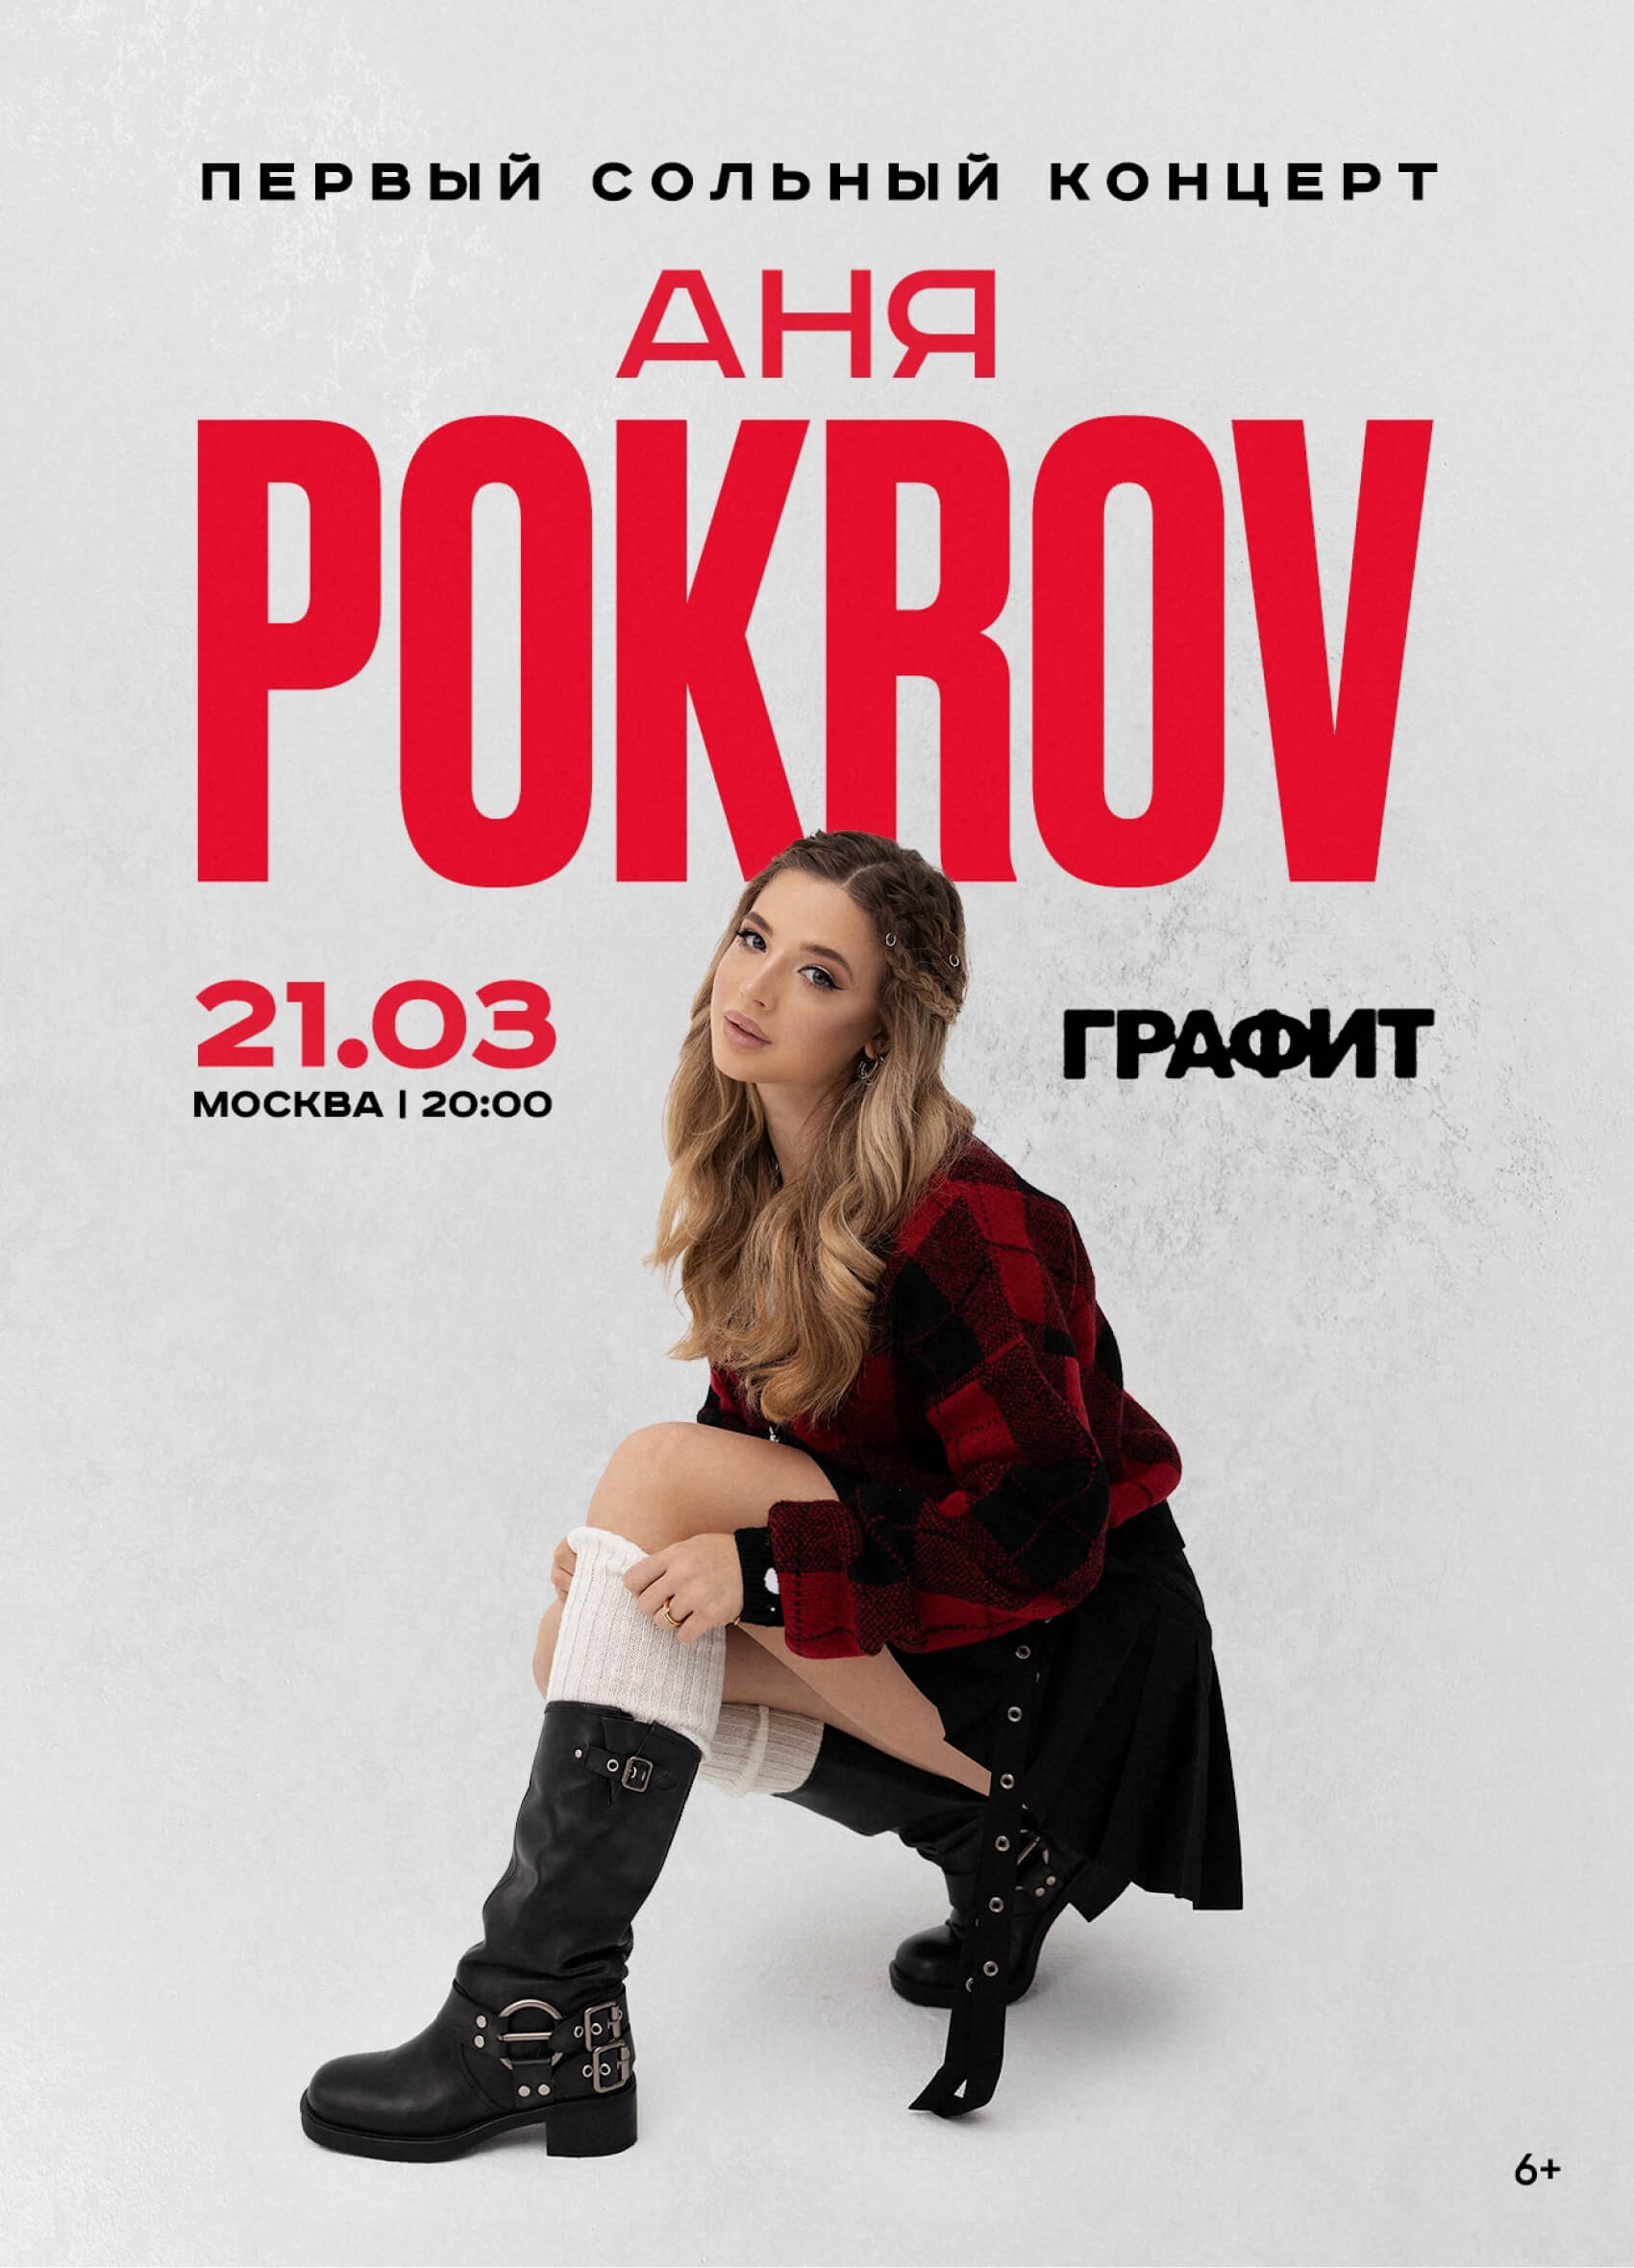 ПЕРВЫЙ СОЛЬНЫЙ КОНЦЕРТ
АНЯ
POKROV
21.03
МОСКВА | 20:00
ГРАФИТ
6+